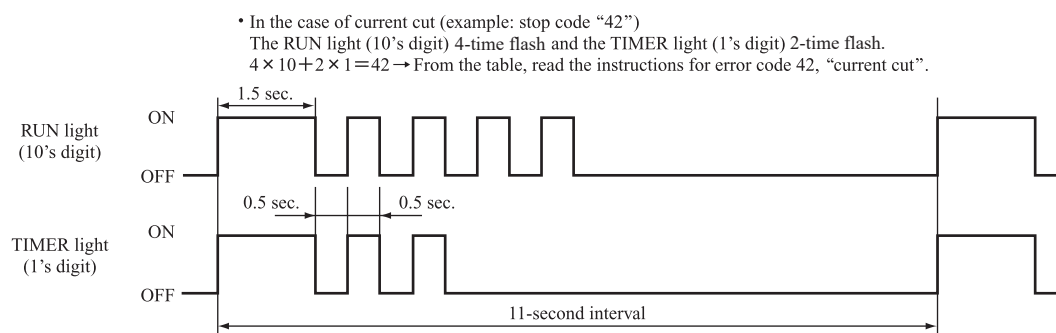 • In the case of current cut (example: stop code “42”)
The RUN light (10’s digit) 4-time flash and the TIMER light (1’s digit) 2-time flash.
4 × 10+2 × 1=42 → From the table, read the instructions for error code 42, “current cut”.
1.5 sec.
ON
RUN light
(10’s digit)
OFF
0.5 sec.
0.5 sec.
ON
TIMER light
(1’s digit)
OFF
11-second interval